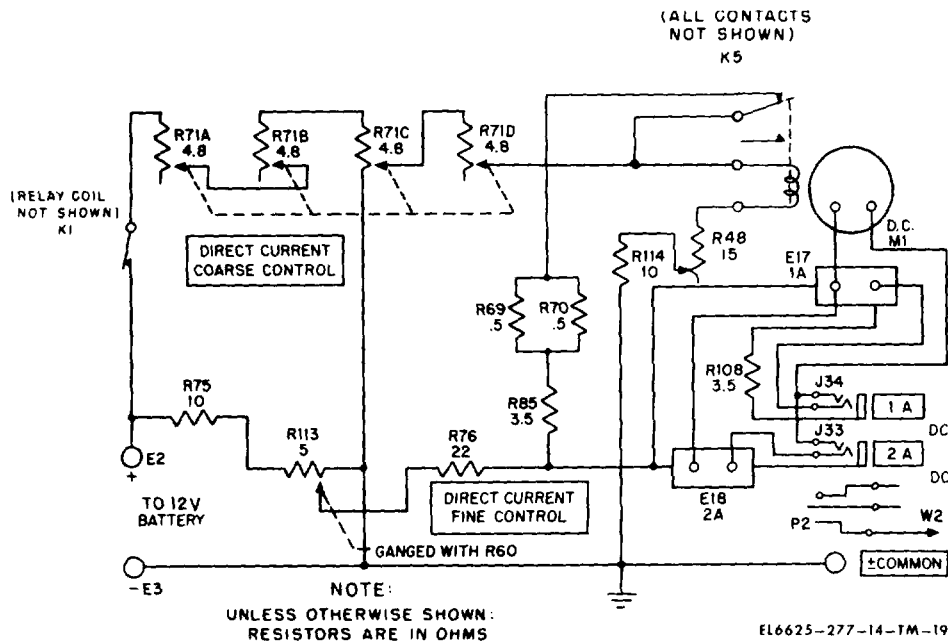 (ALL CONTACTS
NOT SHOWN)
K5
R71A
4.8
R71B
4.8
R71C
4.8
R71D
4.8
(RELAY COIL
NOT SHOWN)
K1
DIRECT CURRENT
COARSE CONTROL
R114
10
R48
15
D.C.
M1
E17
1A
R69
.5
R70
.5
R108
3.5
R75
10
R85
3.5
J34
1 A
DC
R113
5
R76
22
J33
2 A
DC
E2
+
DIRECT CURRENT
FINE CONTROL
E18
2A
TO 12V
BATTERY
P2
W2
GANGED WITH R60
-E3
±COMMON
NOTE:
UNLESS OTHERWISE SHOWN:
RESISTORS ARE IN OHMS
EL6625-277-14-TM-19